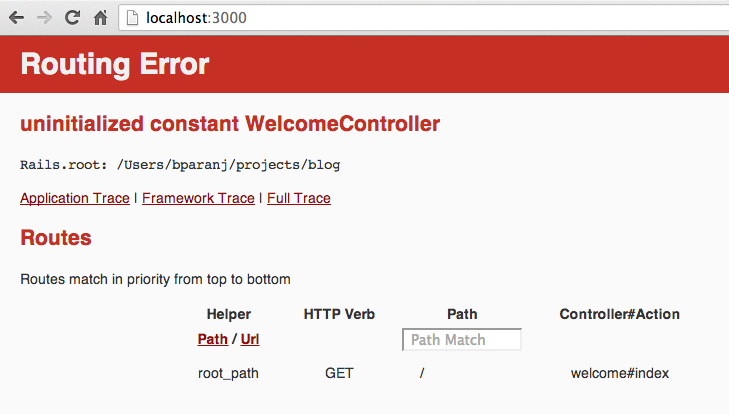 localhost:3000
Routing Error
uninitialized constant WelcomeController
Rails.root: /Users/bparanj/projects/blog
Application Trace | Framework Trace | Full Trace
Routes
Routes match in priority from top to bottom
Helper HTTP Verb Path Controller#Action
Path / Url Path Match
root_path GET / welcome#index